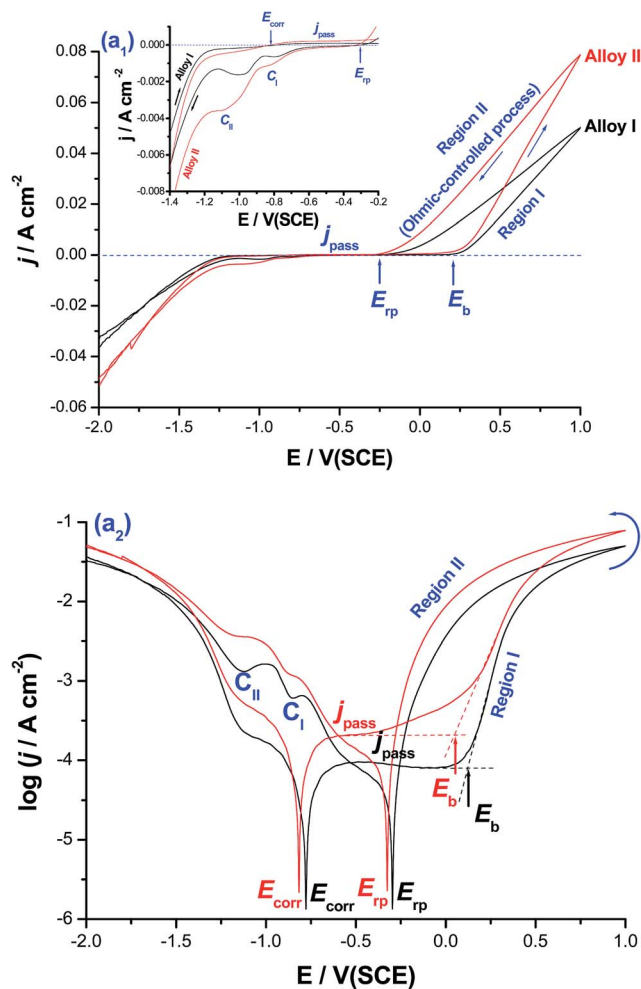 (a1)
Ecorr
jpass
0.000
-0.002
-0.004
-0.006
-0.008
j / A cm-2
Alloy I
CI
CII
Erp
Alloy II
-1.4 -1.2 -1.0 -0.8 -0.6 -0.4 -0.2
E / V(SCE)
0.08
0.06
0.04
0.02
0.00
-0.02
-0.04
-0.06
j / A cm-2
Alloy II
Alloy I
Region II
(Ohmic-controlled process)
Region I
jpass
Erp
Eb
-2.0 -1.5 -1.0 -0.5 0.0 0.5 1.0
E / V(SCE)
(a2)
-1
-2
-3
-4
-5
-6
log (j / A cm-2)
Region II
Region I
CII
CI
jpass
jpass
Eb
Eb
Ecorr
Ecorr
Erp
Erp
-2.0 -1.5 -1.0 -0.5 0.0 0.5 1.0
E / V(SCE)